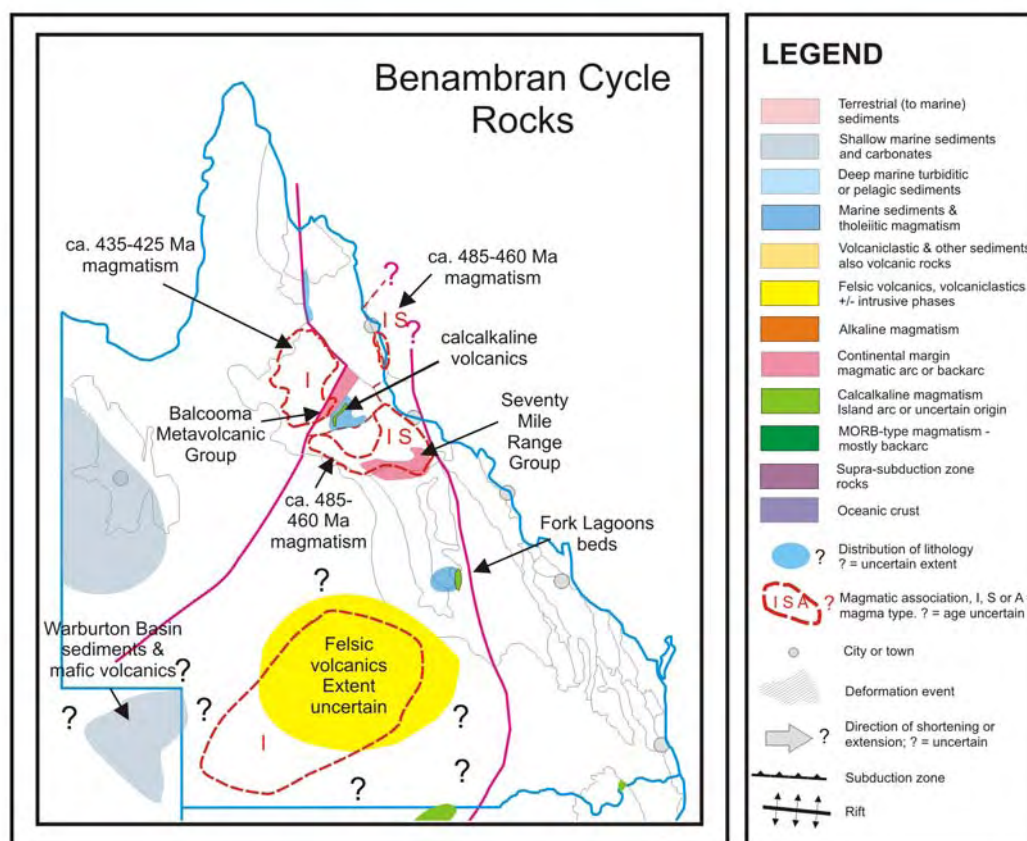 Benambran Cycle
Rocks
ca. 435-425 Ma
magmatism
?
ca. 485-460 Ma
magmatism
I S
?
calcalkaline
volcanics
I
Balcooma
Metavolcanic
Group
I S
Seventy
Mile
Range
Group
ca. 485-
460 Ma
magmatism
Fork Lagoons
beds
?
Warburton Basin
sediments &
mafic volcanics
?
?
?
Felsic
volcanics
Extent
uncertain
?
I
?
?
LEGEND
Terrestrial (to marine)
sediments
Shallow marine sediments
and carbonates
Deep marine turbiditic
or pelagic sediments
Marine sediments &
tholeiitic magmatism
Volcaniclastic & other sediments
also volcanic rocks
Felsic volcanics, volcaniclastics
+/- intrusive phases
Alkaline magmatism
Continental margin
magmatic arc or backarc
Calcalkaline magmatism
Island arc or uncertain origin
MORB-type magmatism -
mostly backarc
Supra-subduction zone
rocks
Oceanic crust
? Distribution of lithology
? = uncertain extent
I S A ? Magmatic association, I, S or A
magma type. ? = age uncertain
City or town
Deformation event
? Direction of shortening or
extension; ? = uncertain
Subduction zone
Rift